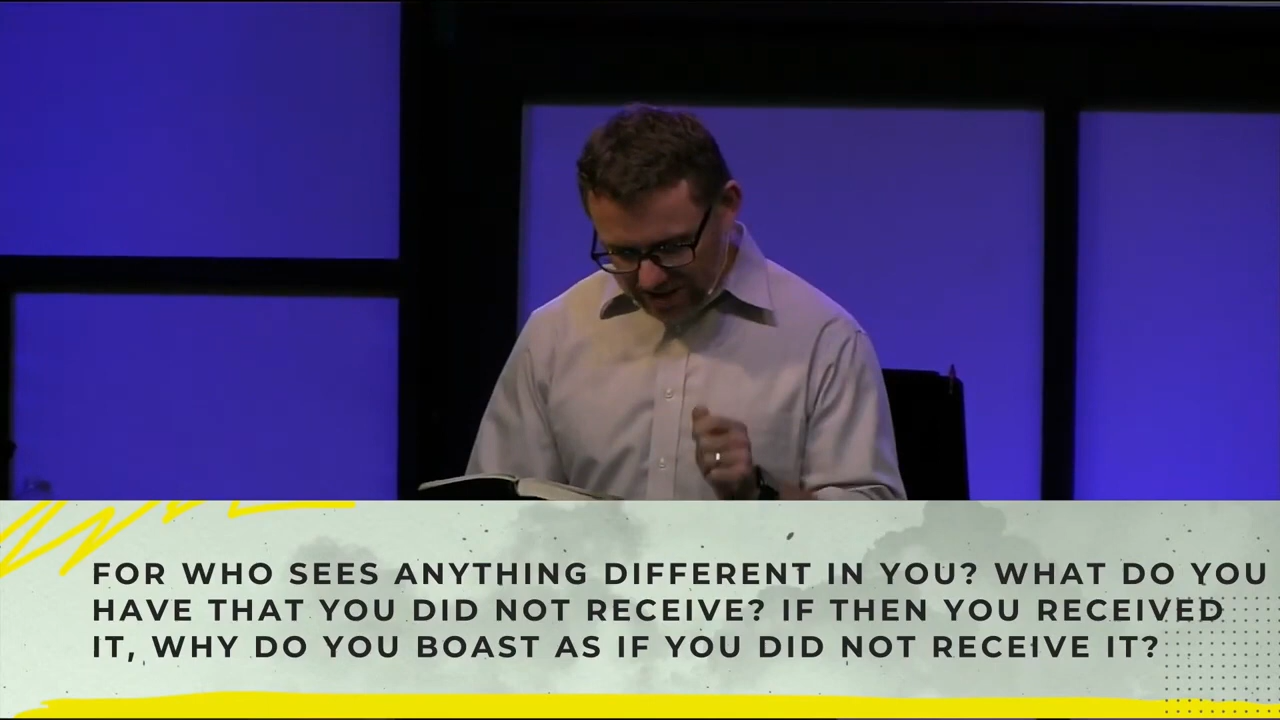 FOR WHO SEES ANYTHING DIFFERENT IN YOU? WHAT DO YOU
HAVE THAT YOU DID NOT RECEIVE? IF THEN YOU RECEIVED
IT, WHY DO YOU BOAST AS IF YOU DID NOT RECEIVE IT?